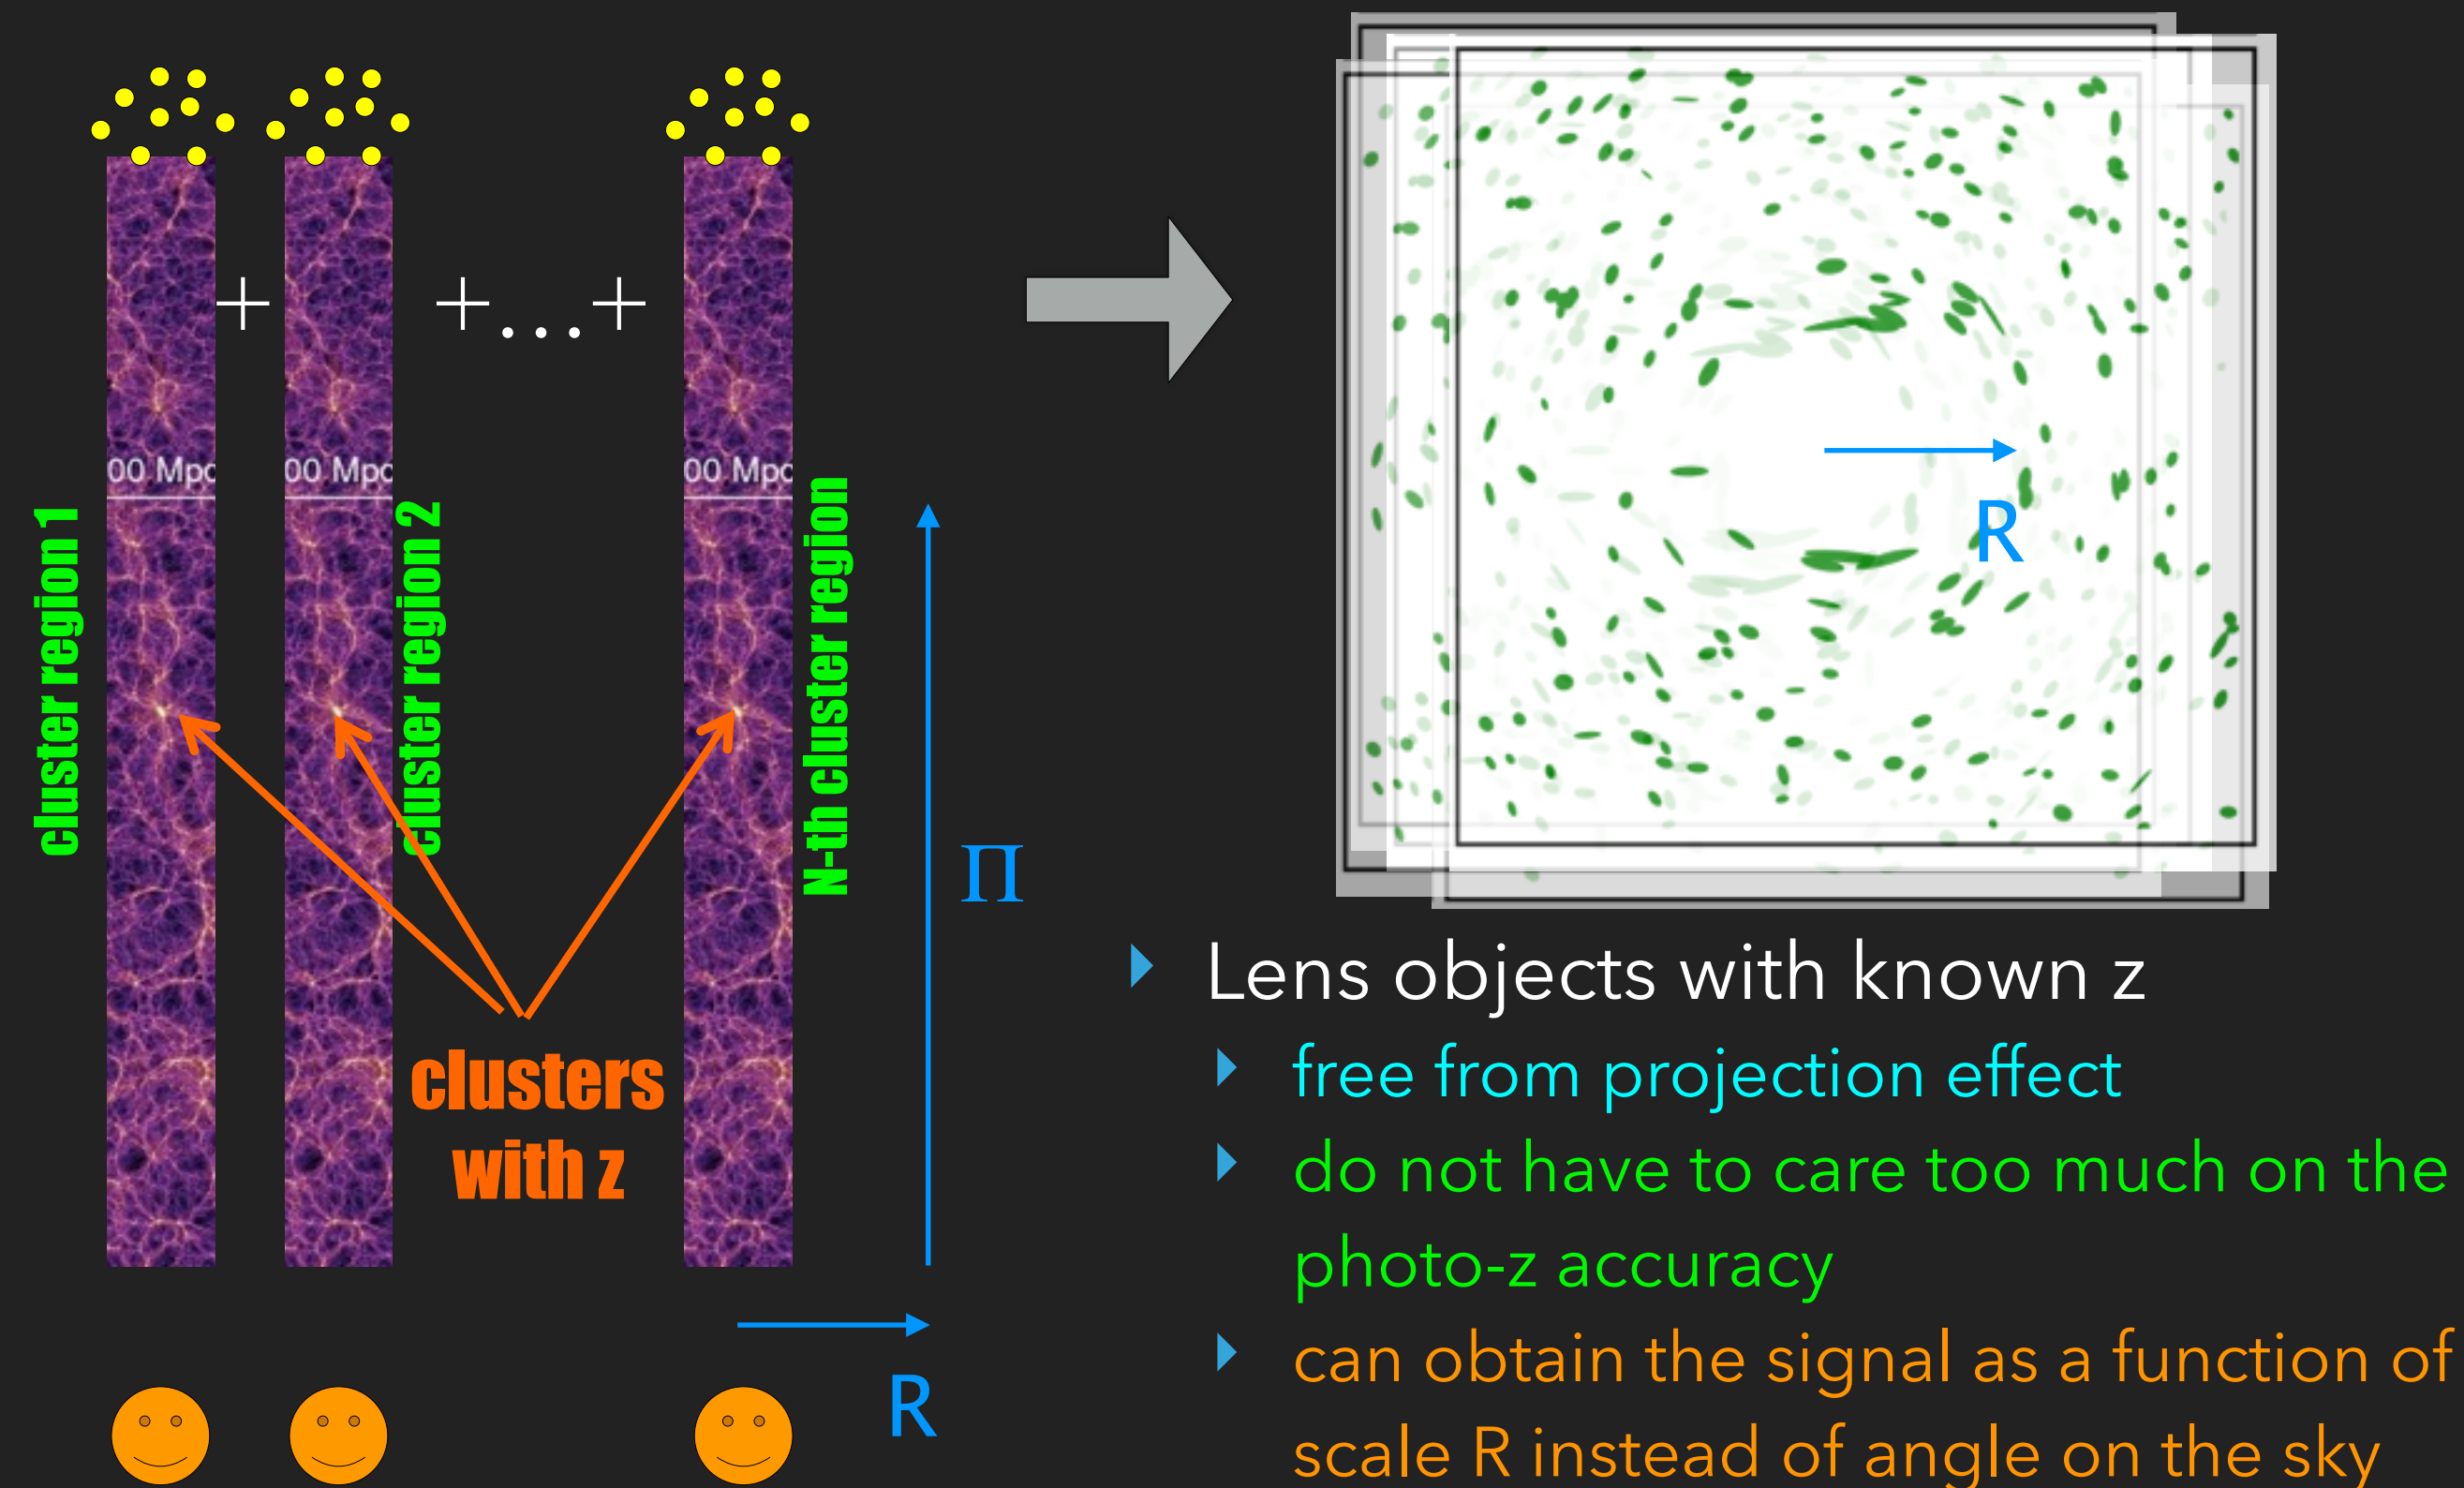 +
+
...
+
00 Mpc
00 Mpc
00 Mpc
cluster region 1
cluster region 2
N-th cluster region
Π
R
clusters
with z
R
Lens objects with known z
free from projection effect
do not have to care too much on the
photo-z accuracy
can obtain the signal as a function of
scale R instead of angle on the sky